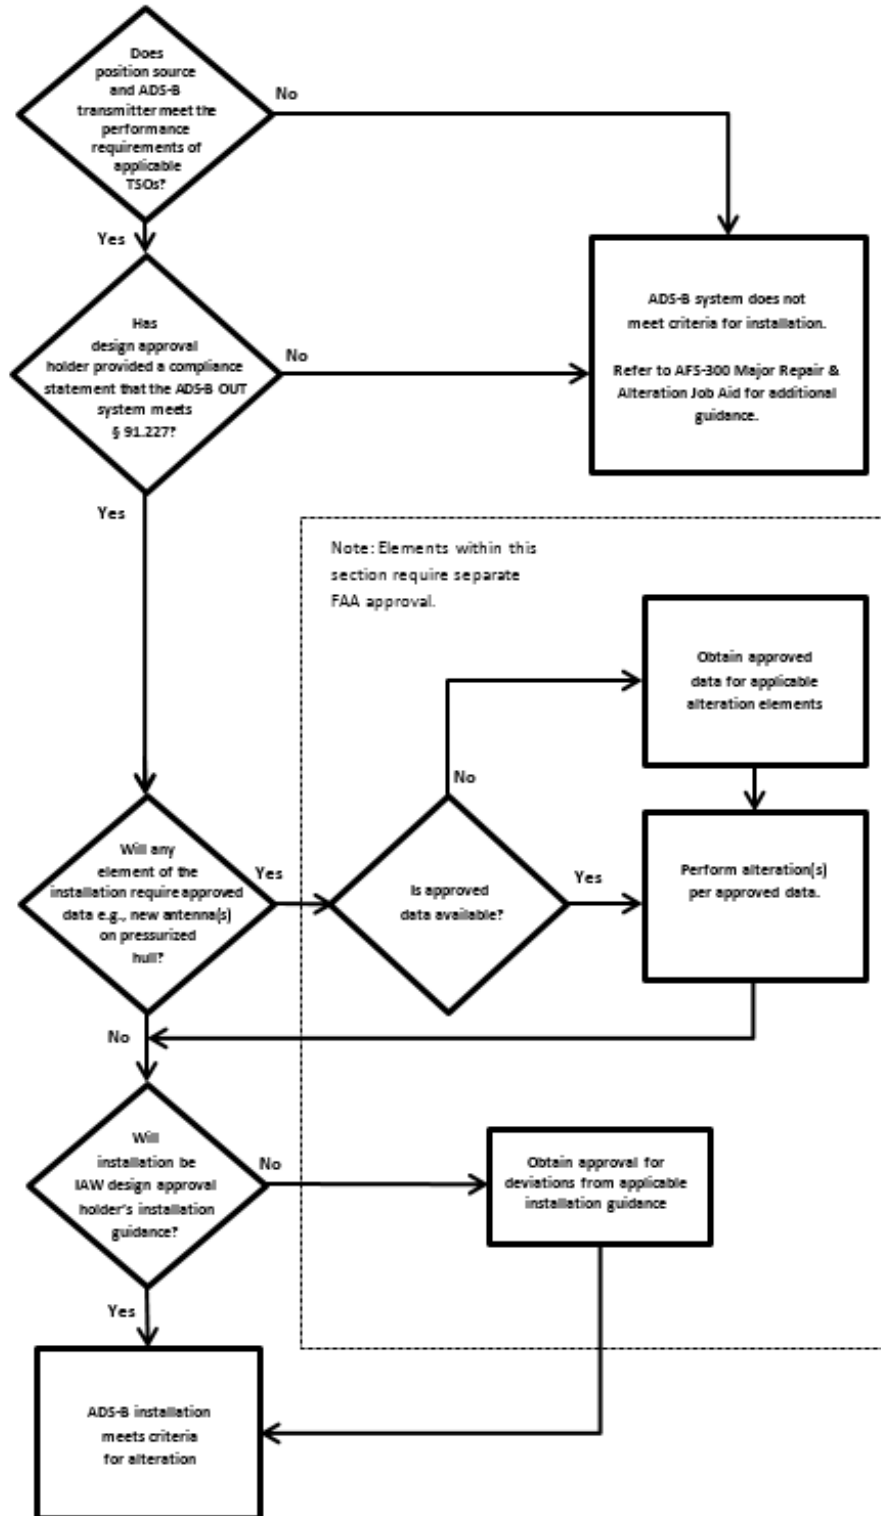 Does
position source
and ADS-B
transmitter meet the
performance
requirements of
applicable
TSOs?
No
Yes
Has
design approval
holder provided a compliance
statement that the ADS-B OUT
system meets
§ 91.227?
No
ADS-B system does not
meet criteria for installation.
Refer to AFS-300 Major Repair &
Alteration Job Aid for additional
guidance.
Yes
Note: Elements within this
section require separate
FAA approval.
Obtain approved
data for applicable
alteration elements
No
Will any
element of the
installation require approved
data e.g., new antenna(s)
on pressurized
hull?
Yes
Is approved
data available?
Yes
Perform alteration(s)
per approved data.
No
Will
installation be
IAW design approval
holder's installation
guidance?
No
Obtain approval for
deviations from applicable
installation guidance
Yes
ADS-B installation
meets criteria
for alteration